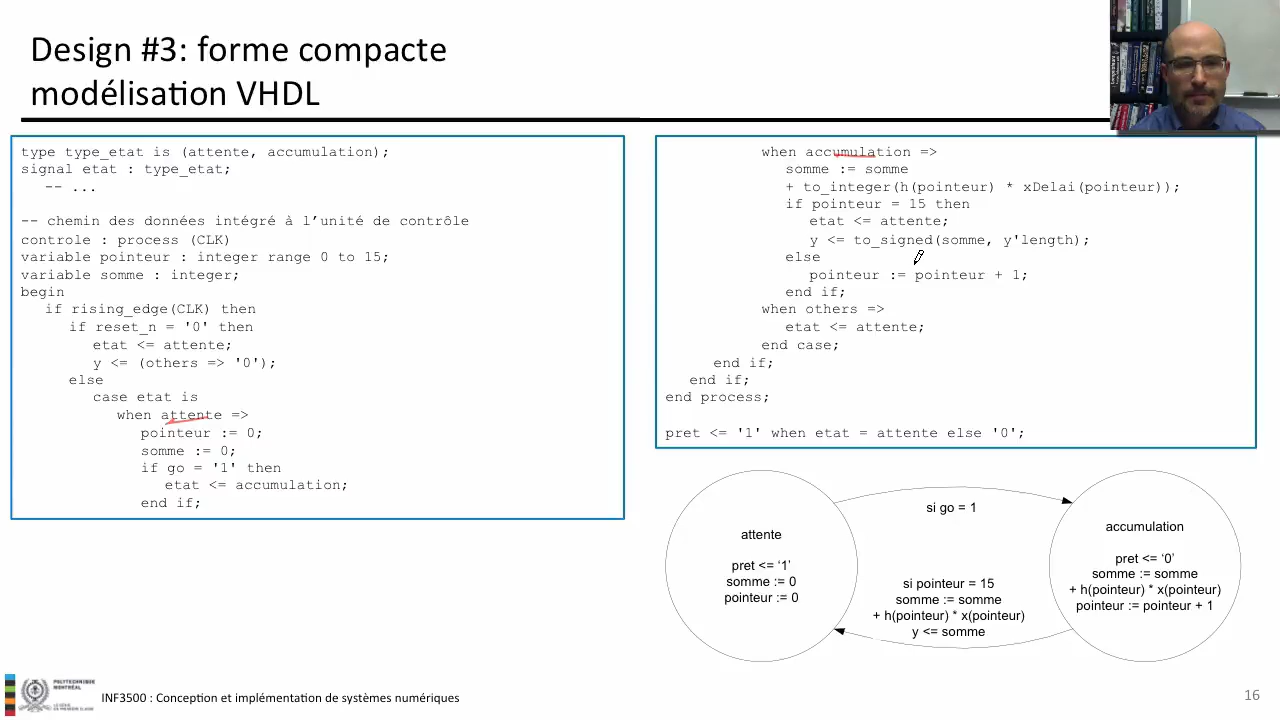 Design #3: forme compacte
modélisation VHDL
type type_etat is (attente, accumulation);
signal etat : type_etat;
-- ...
-- chemin des données intégré à l’unité de contrôle
controle : process (CLK)
variable pointeur : integer range 0 to 15;
variable somme : integer;
begin
if rising_edge(CLK) then
if reset_n = '0' then
etat <= attente;
y <= (others => '0');
else
case etat is
when attente =>
pointeur := 0;
somme := 0;
if go = '1' then
etat <= accumulation;
end if;
when accumulation =>
somme := somme
+ to_integer(h(pointeur) * xDelai(pointeur));
if pointeur = 15 then
etat <= attente;
y <= to_signed(somme, y'length);
else
pointeur := pointeur + 1;
end if;
when others =>
etat <= attente;
end case;
end if;
end if;
end process;
pret <= '1' when etat = attente else '0';
attente
pret <= ‘1’
somme := 0
pointeur := 0
si go = 1
si pointeur = 15
somme := somme
+ h(pointeur) * x(pointeur)
y <= somme
accumulation
pret <= ‘0’
somme := somme
+ h(pointeur) * x(pointeur)
pointeur := pointeur + 1
POLYTECHNIQUE
MONTRÉAL
INF3500 : Conception et implémentation de systèmes numériques
16